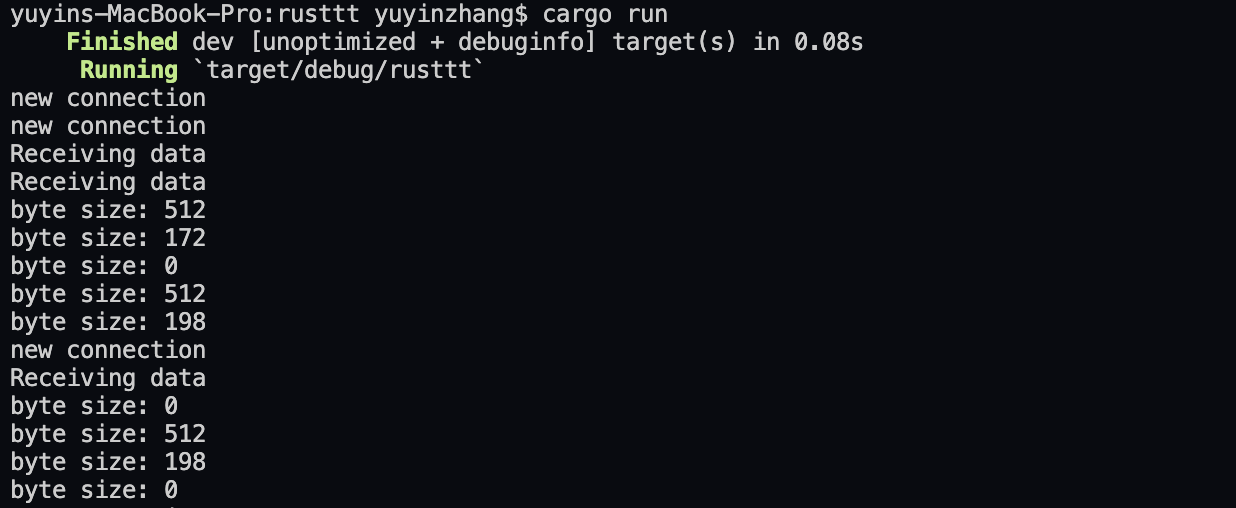 yuyins-MacBook-Pro:rusttt yuyinzhang$ cargo run
    Finished dev [unoptimized + debuginfo] target(s) in 0.08s
     Running `target/debug/rusttt`
new connection
new connection
Receiving data
Receiving data
byte size: 512
byte size: 172
byte size: 0
byte size: 512
byte size: 198
new connection
Receiving data
byte size: 0
byte size: 512
byte size: 198
byte size: 0